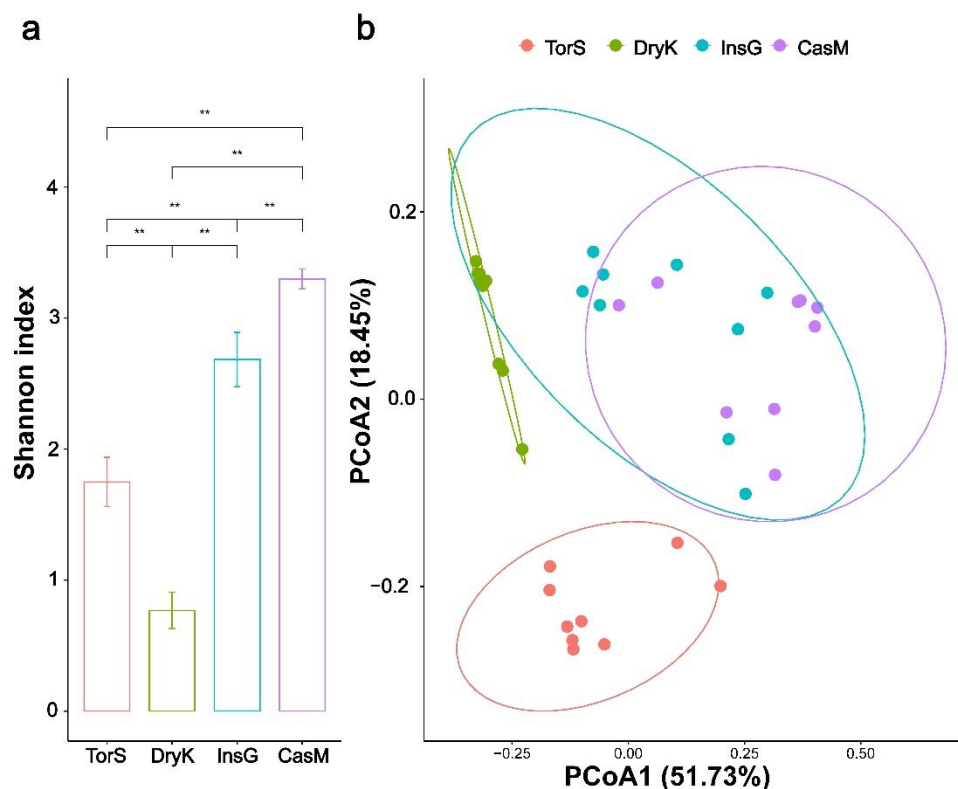 a
b
TorS DryK InsG CasM
Shannon index
4
3
2
1
0
**
**
** **
** **
TorS DryK InsG CasM
PCoA2 (18.45%)
0.2
0.0
−0.2
−0.25 0.00 0.25 0.50
PCoA1 (51.73%)